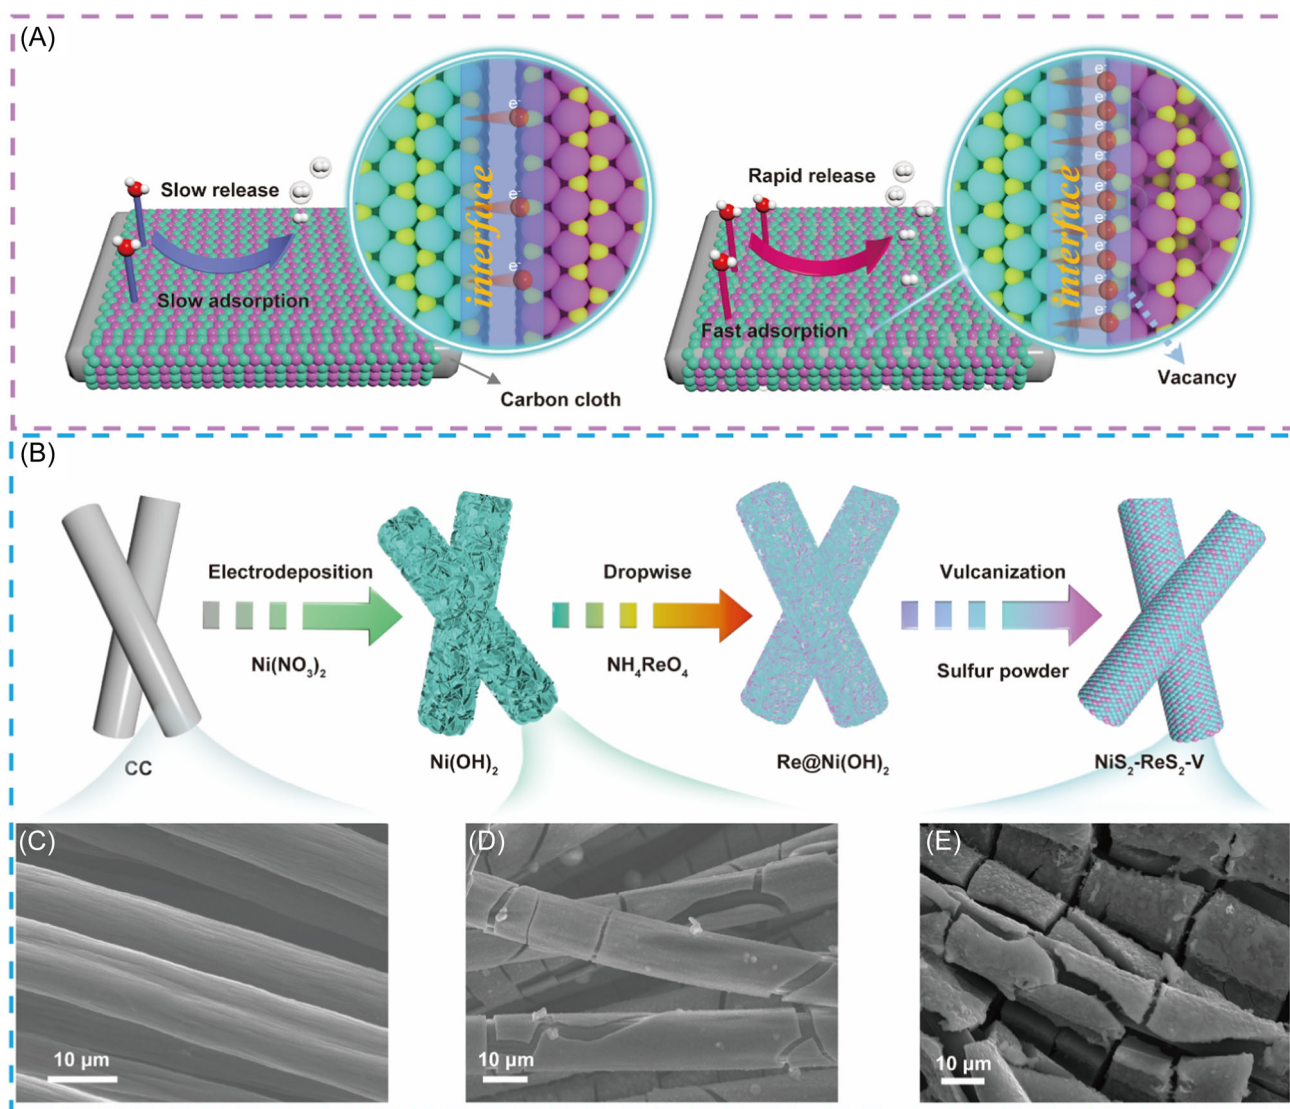 (A)
Slow release
Slow adsorption
e-
e-
e-
interface
Carbon cloth
Rapid release
Fast adsorption
e-
e-
e-
e-
e-
e-
e-
e-
e-
interface
Vacancy
(B)
Electrodeposition
Ni(NO3)2
Dropwise
NH4ReO4
Vulcanization
Sulfur powder
CC
Ni(OH)2
Re@Ni(OH)2
NiS2-ReS2-V
(C)
10 μm
(D)
10 μm
(E)
10 μm